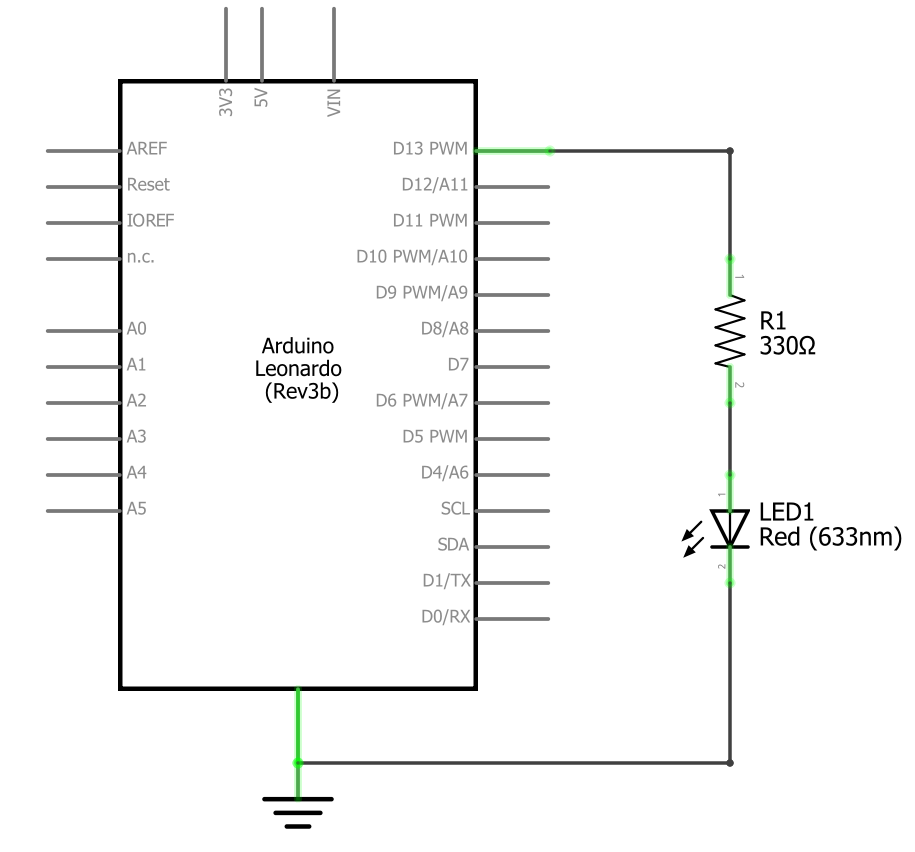 3V3
5V
VIN
AREF
Reset
IOREF
n.c.
A0
A1
A2
A3
A4
A5
Arduino
Leonardo
(Rev3b)
D13 PWM
D12/A11
D11 PWM
D10 PWM/A10
D9 PWM/A9
D8/A8
D7
D6 PWM/A7
D5 PWM
D4/A6
SCL
SDA
D1/TX
D0/RX
1
R1
330Ω
2
1
LED1
Red (633nm)
2